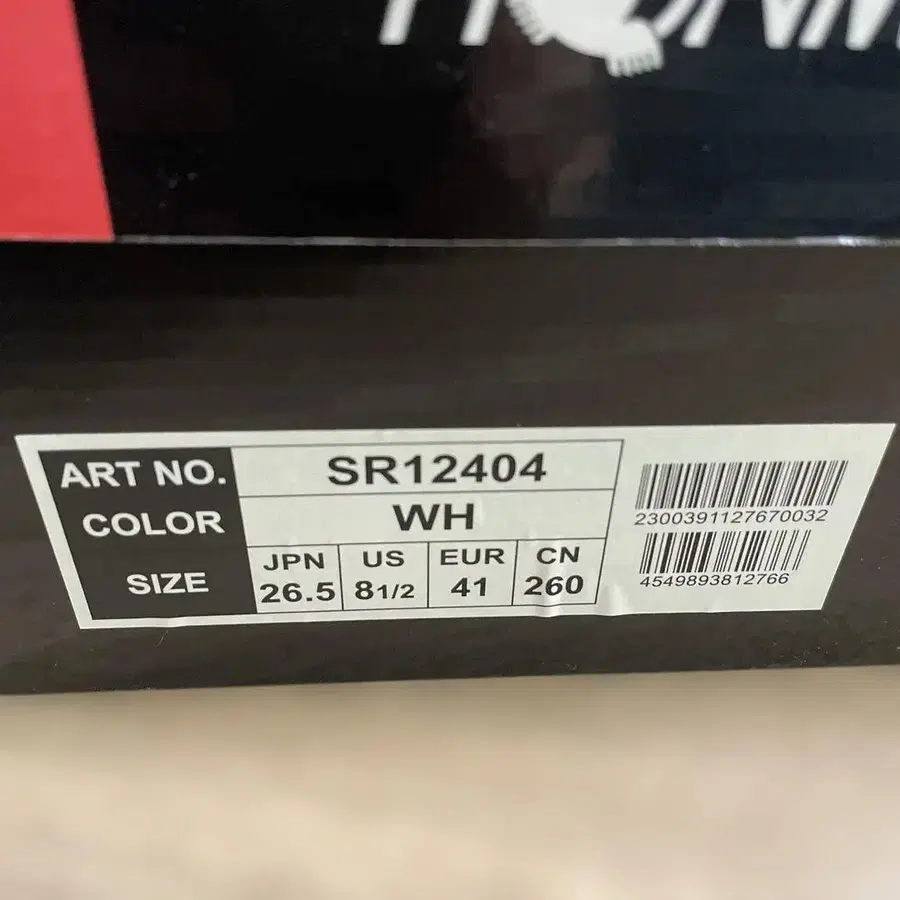 ART NO. SR12404
COLOR WH
SIZE
JPN US EUR CN
26.5 8 1/2 41 260
2300391127670032
4549893812766